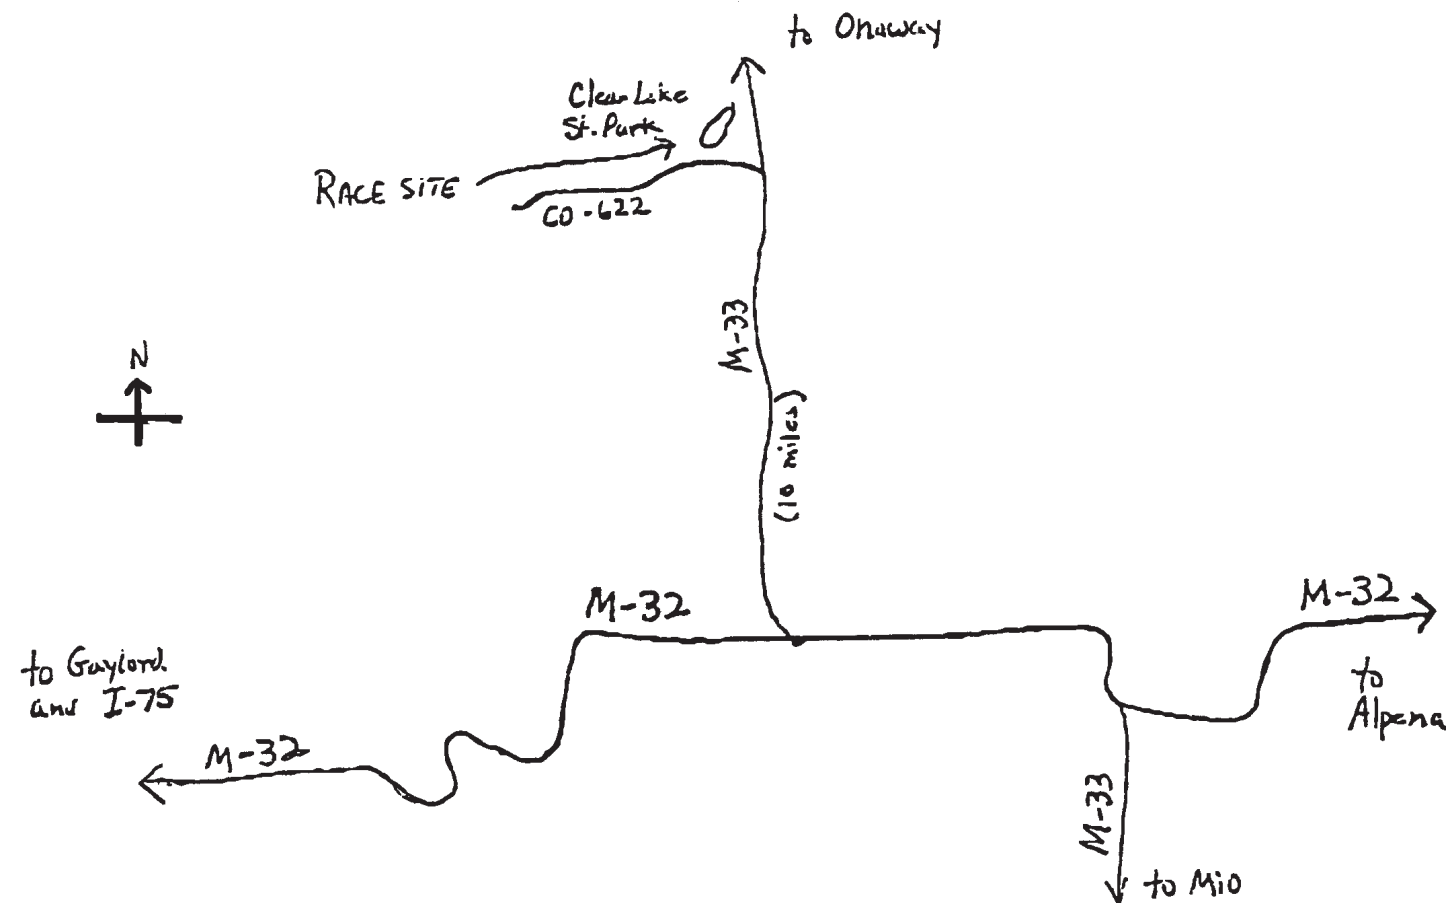 to Onaway
Clear Lake
St. Park
RACE SITE
CO-622
M-33
N
(10 miles)
M-32
M-32
to Gaylord
and I-75
to
Alpena
M-32
M-33
to Mio